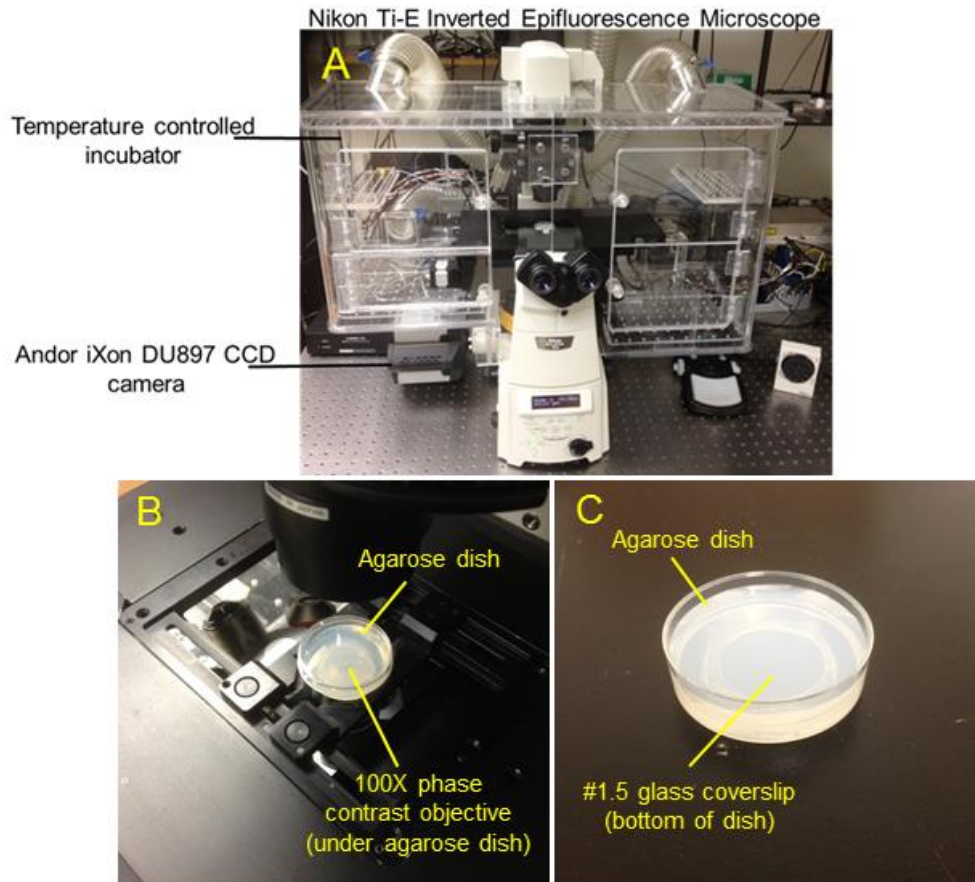 Nikon Ti-E Inverted Epifluorescence Microscope
A
Temperature controlled
incubator
Andor iXon DU897 CCD
camera
B
Agarose dish
100X phase
contrast objective
(under agarose dish)
C
Agarose dish
#1.5 glass coverslip
(bottom of dish)